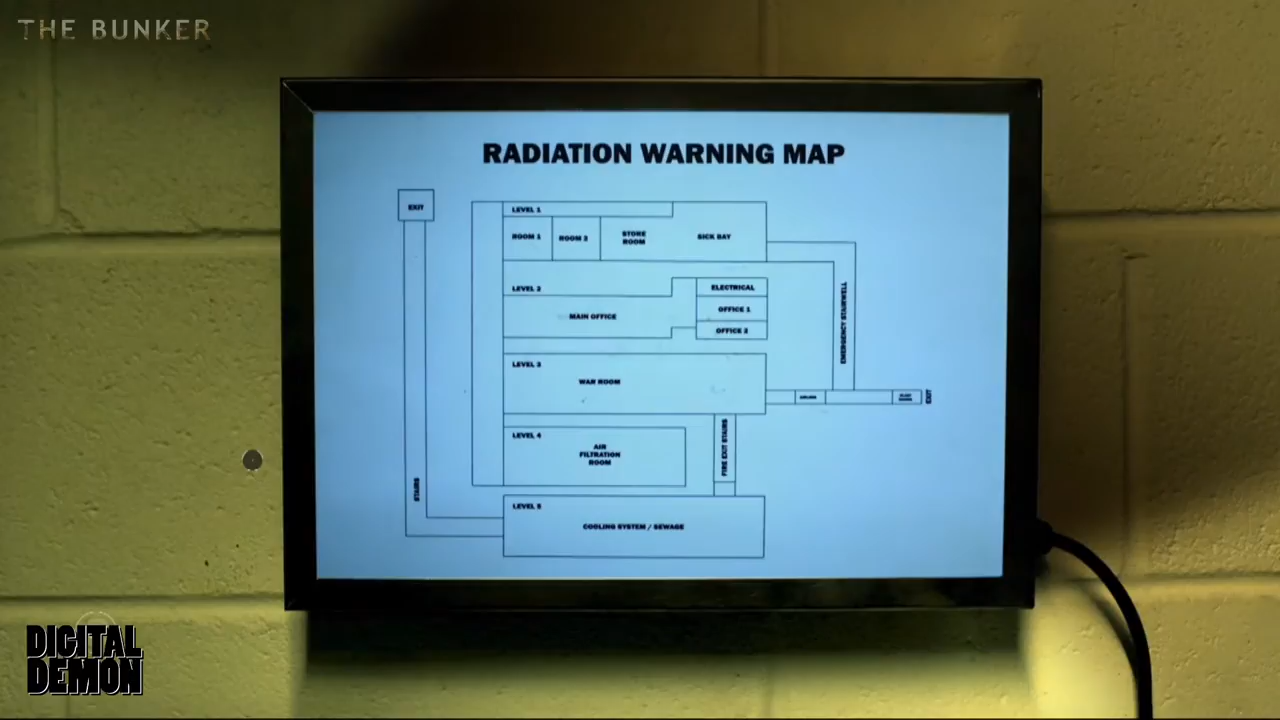 THE BUNKER
RADIATION WARNING MAP
EXIT
LEVEL 1
ROOM 1
ROOM 2
STORE
ROOM
SICK BAY
LEVEL 2
MAIN OFFICE
ELECTRICAL
OFFICE 1
OFFICE 2
EMERGENCY STAIRWELL
LEVEL 3
WAR ROOM
EXIT
LEVEL 4
AIR
FILTRATION
ROOM
FIRE EXIT STAIRS
STAIRS
LEVEL 5
COOLING SYSTEM / SEWAGE
DIGITAL
DEMON